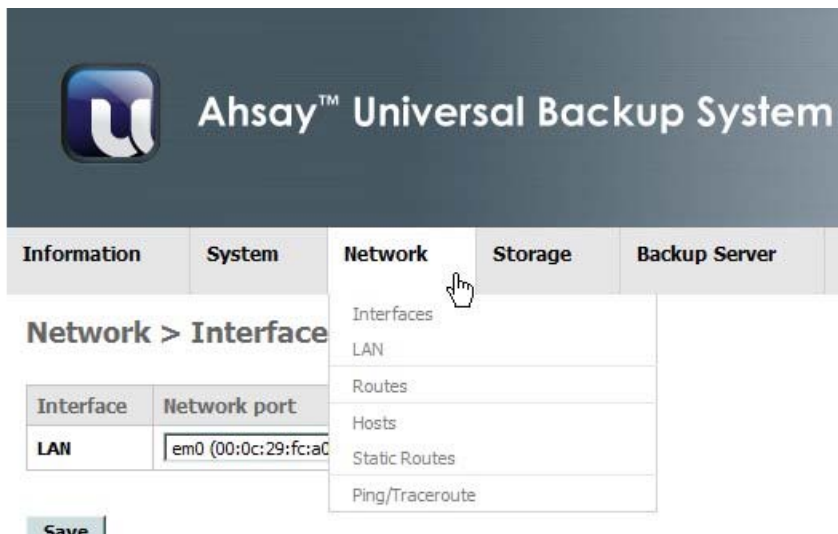 Ahsay™ Universal Backup System
Information System Network Storage Backup Server
Interfaces
LAN
Routes
Hosts
Static Routes
Ping/Traceroute
Network > Interface
Interface Network port
LAN em0 (00:0c:29:fc:a0
Save